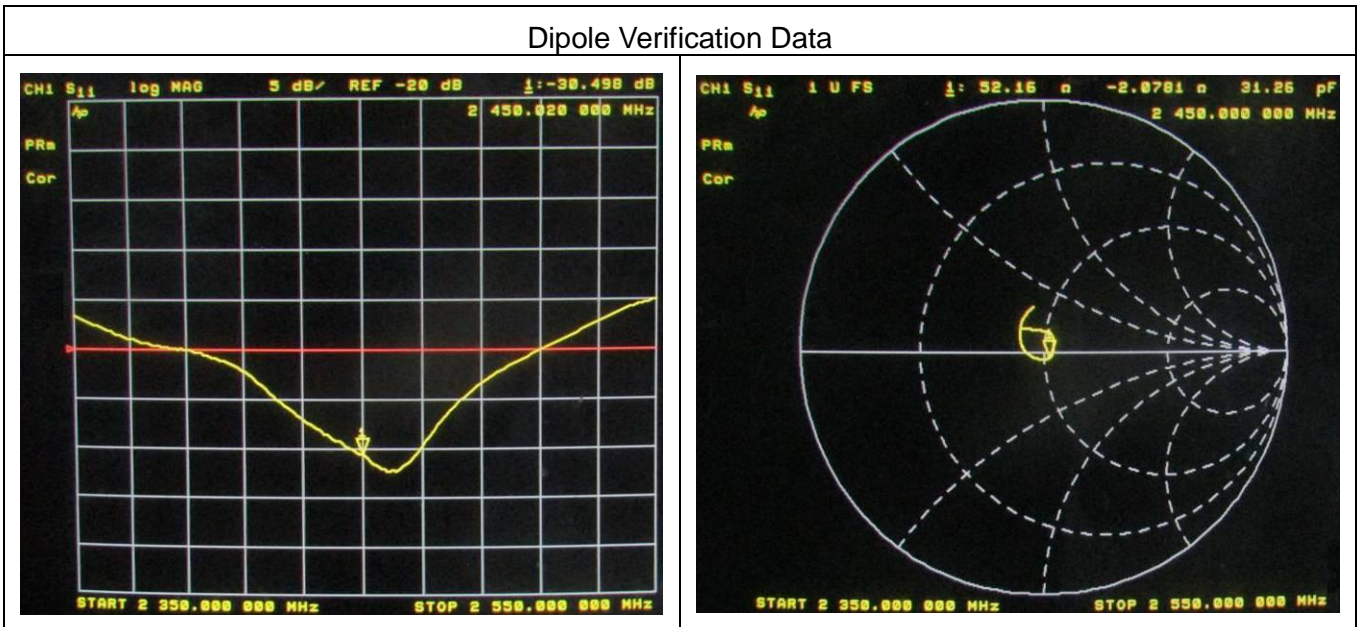 Dipole Verification Data
CH1 S11 log MAG 5 dB/ REF -20 dB 1:-30.498 dB
hp
2 450.020 000 MHz
PRm
Cor
1
START 2 350.000 000 MHz STOP 2 550.000 000 MHz
CH1 S11 1 U FS 1: 52.16 Ω -2.0781 Ω 31.26 pF
hp
2 450.000 000 MHz
PRm
Cor
START 2 350.000 000 MHz STOP 2 550.000 000 MHz